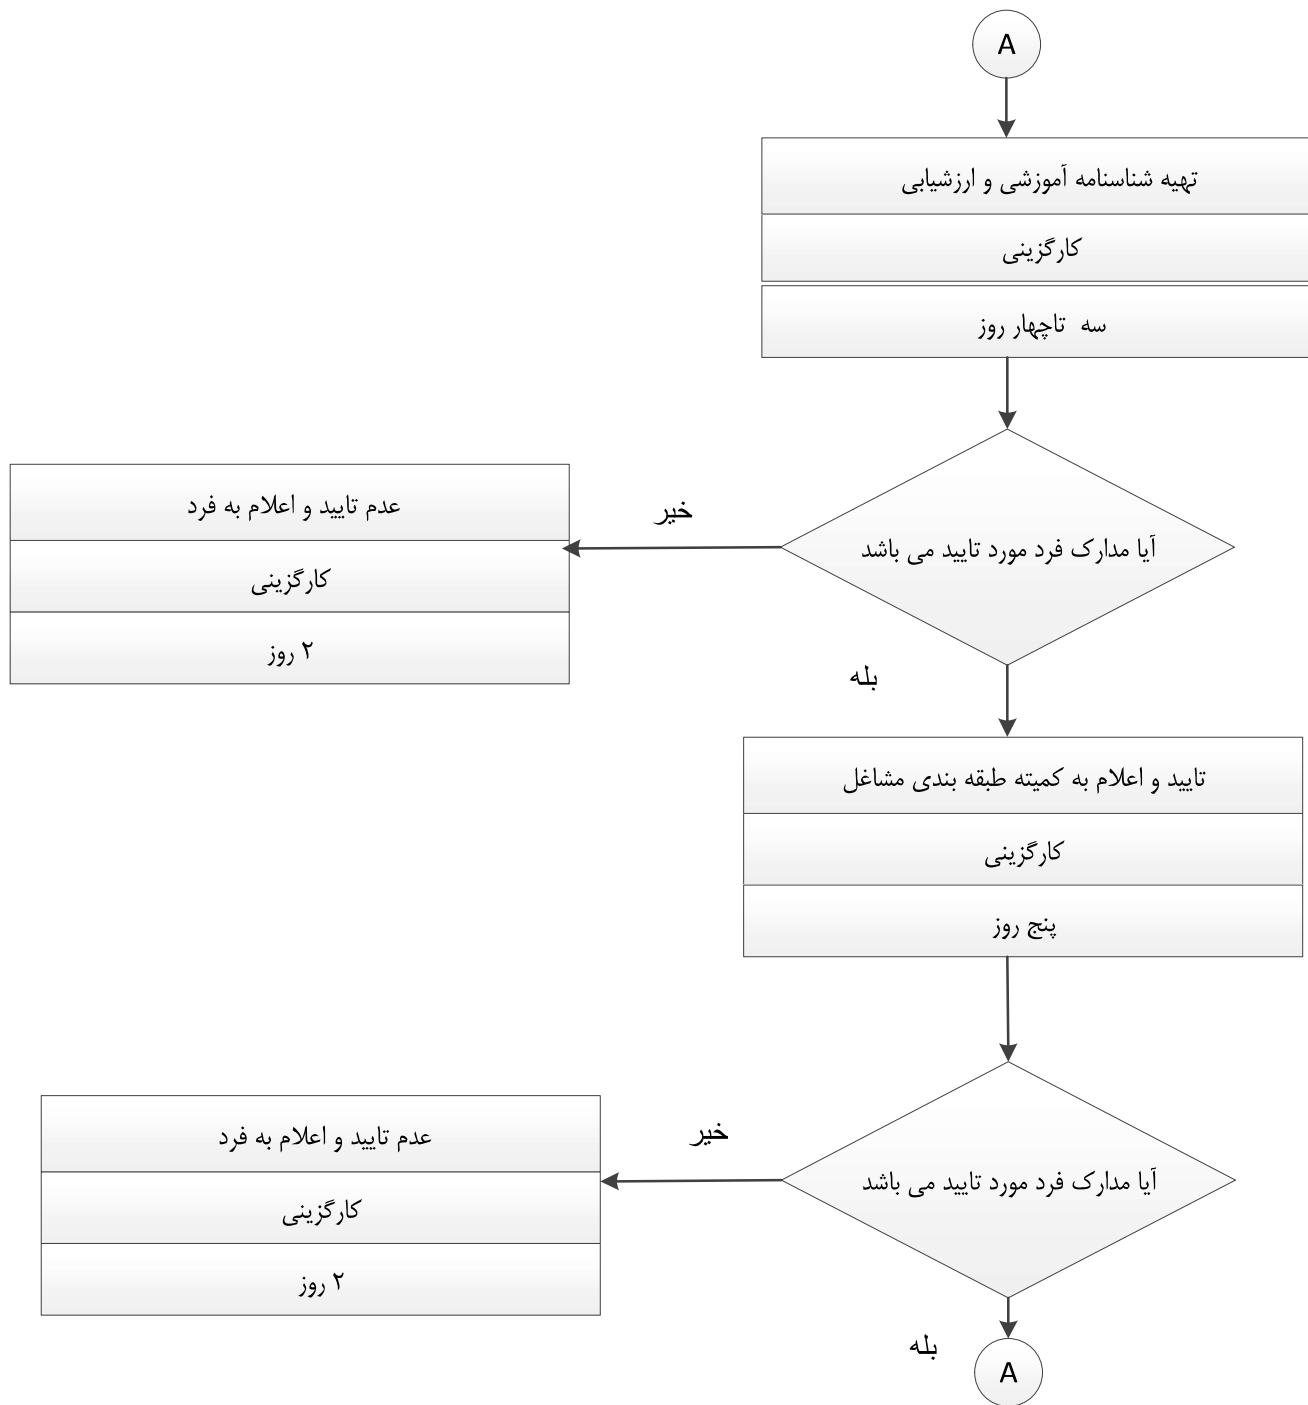 A
تهیه شناسنامه آموزشی و ارزشیابی
کارگزینی
سه تاچهار روز
آیا مدارک فرد مورد تایید می باشد
خیر
عدم تایید و اعلام به فرد
کارگزینی
۲ روز
بله
تایید و اعلام به کمیته طبقه بندی مشاغل
کارگزینی
پنج روز
آیا مدارک فرد مورد تایید می باشد
خیر
عدم تایید و اعلام به فرد
کارگزینی
۲ روز
بله
A